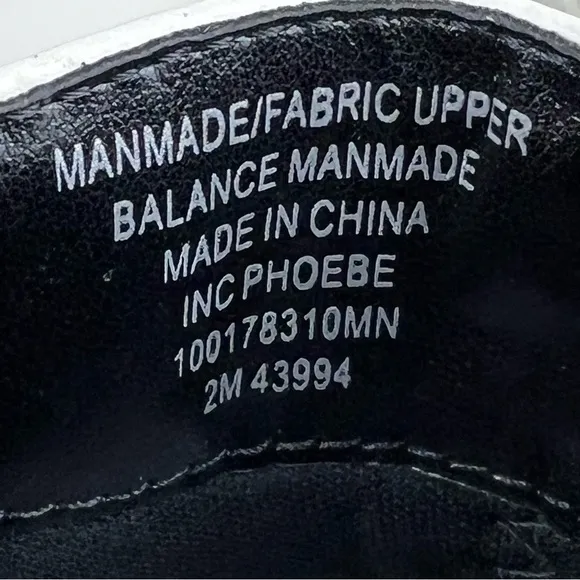 MANMADE/FABRIC UPPER
BALANCE MANMADE
MADE IN CHINA
INC PHOEBE
100178310MN
2M 43994